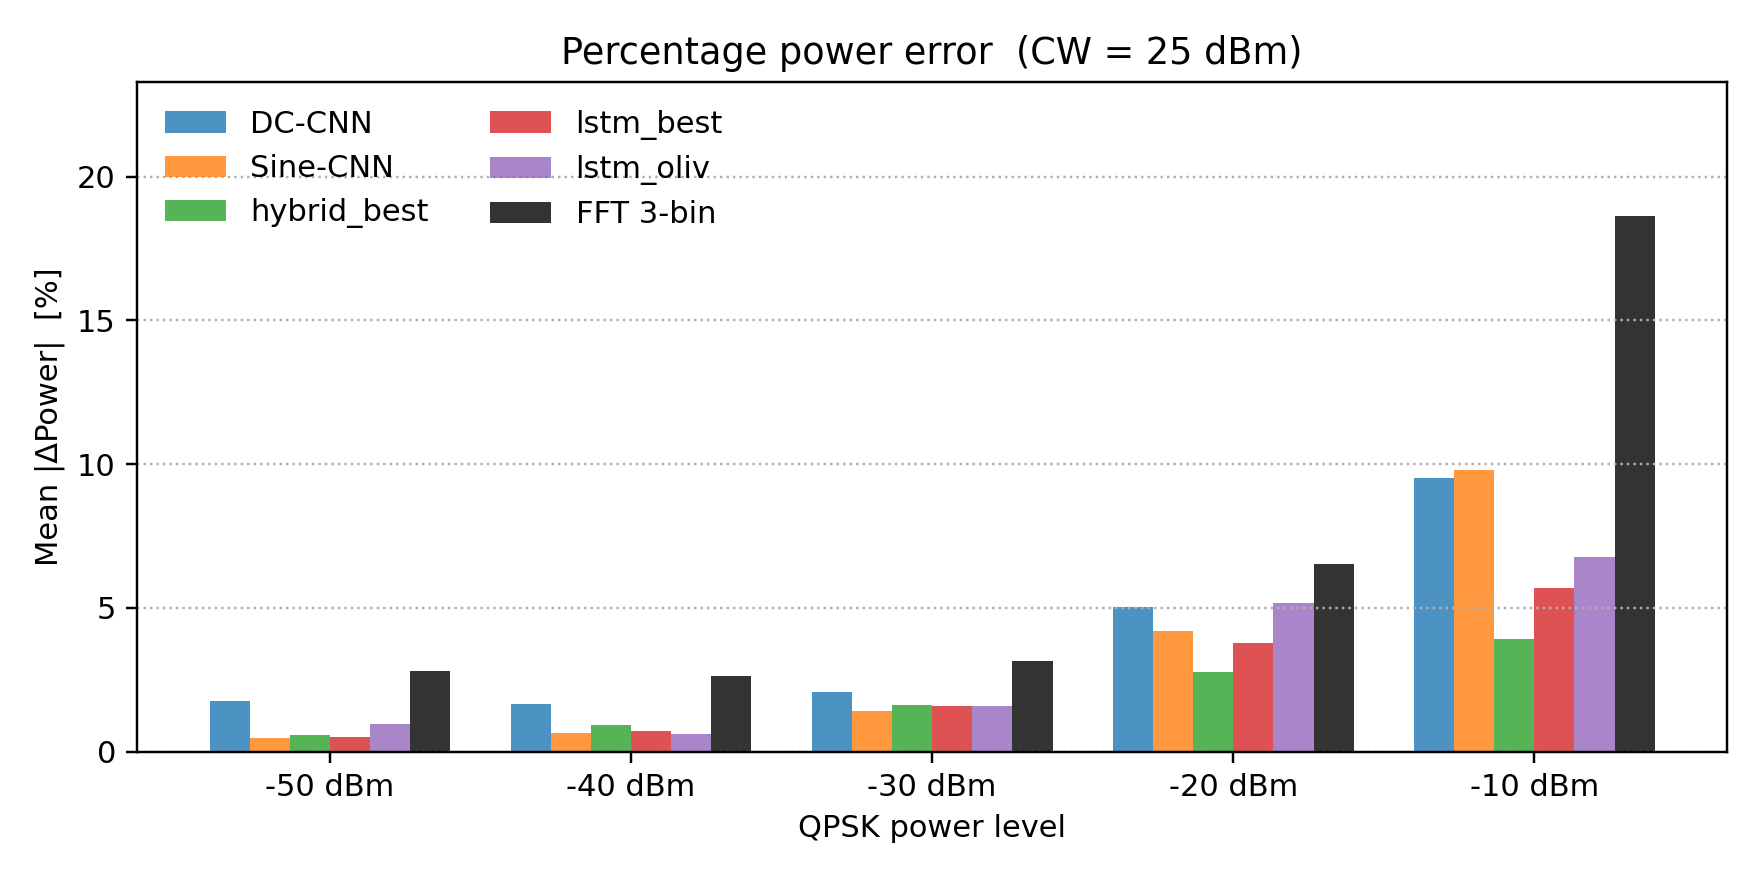 Percentage power error (CW = 25 dBm)
DC-CNN
Sine-CNN
hybrid_best
lstm_best
lstm_oliv
FFT 3-bin
Mean |ΔPower| [%]
20
15
10
5
0
-50 dBm
-40 dBm
-30 dBm
-20 dBm
-10 dBm
QPSK power level